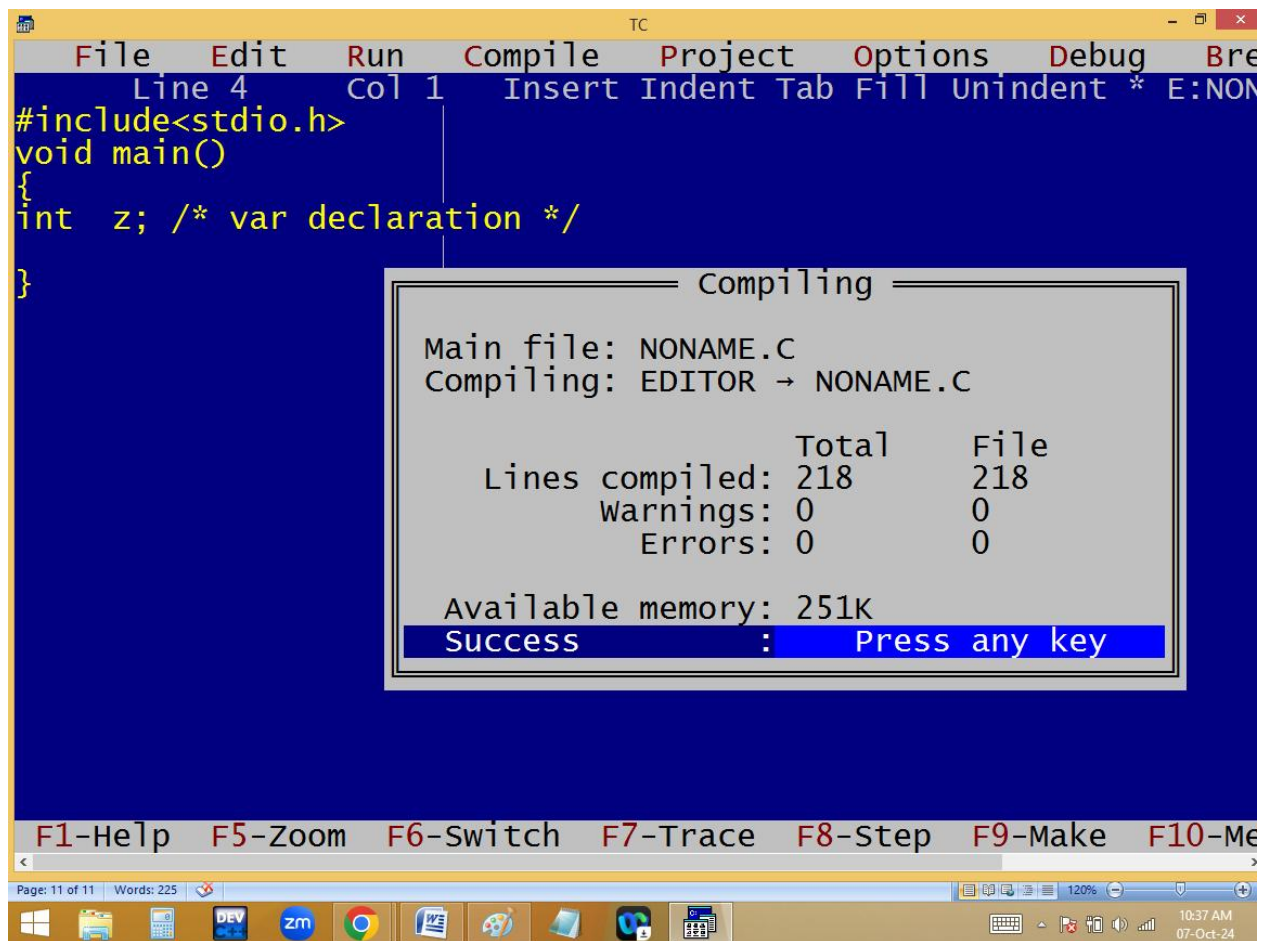 TC
File Edit Run Compile Project Options Debug Bre
Line 4 Col 1 Insert Indent Tab Fill Unindent * E:NON
#include<stdio.h>
void main()
{
int z; /* var declaration */
}
Compiling
Main file: NONAME.C
Compiling: EDITOR → NONAME.C
Total File
Lines compiled: 218 218
Warnings: 0 0
Errors: 0 0
Available memory: 251K
Success : Press any key
F1-Help F5-Zoom F6-Switch F7-Trace F8-Step F9-Make F10-Me
Page: 11 of 11 Words: 225 120%
DEV C++ zm W
10:37 AM
07-Oct-24